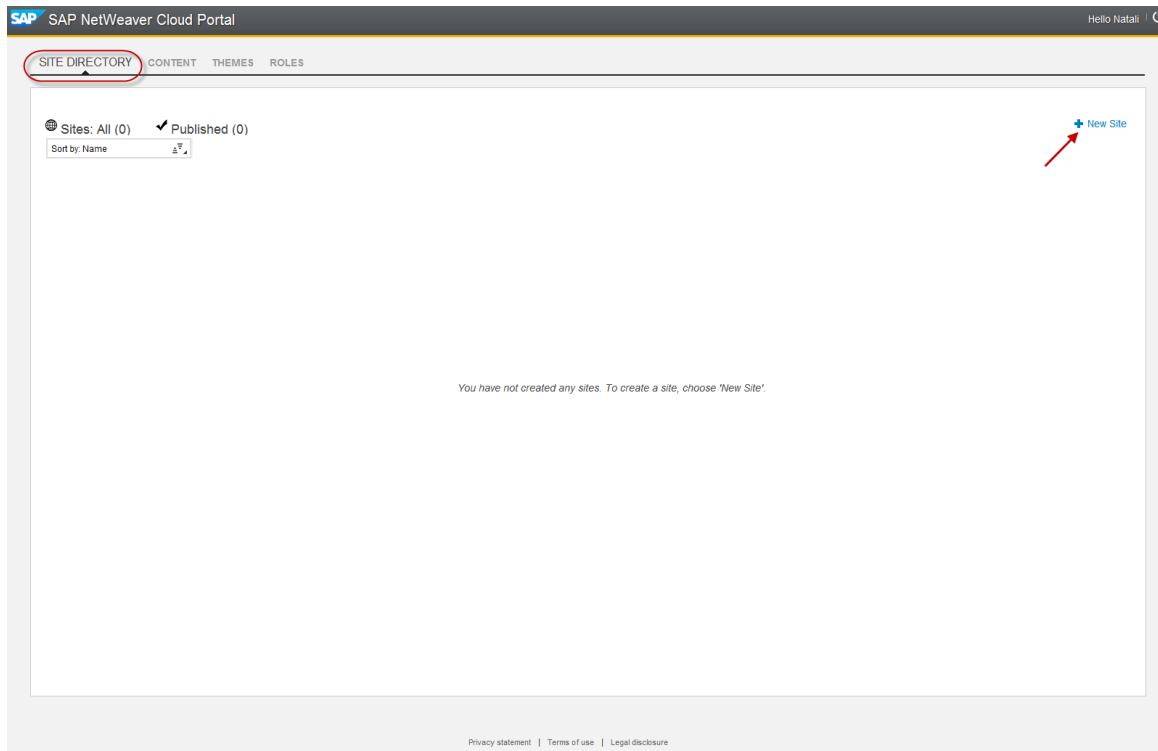 SAP SAP NetWeaver Cloud Portal Hello Natali
SITE DIRECTORY CONTENT THEMES ROLES
Sites: All (0) Published (0) New Site
Sort by: Name
You have not created any sites. To create a site, choose 'New Site'.
Privacy statement | Terms of use | Legal disclosure